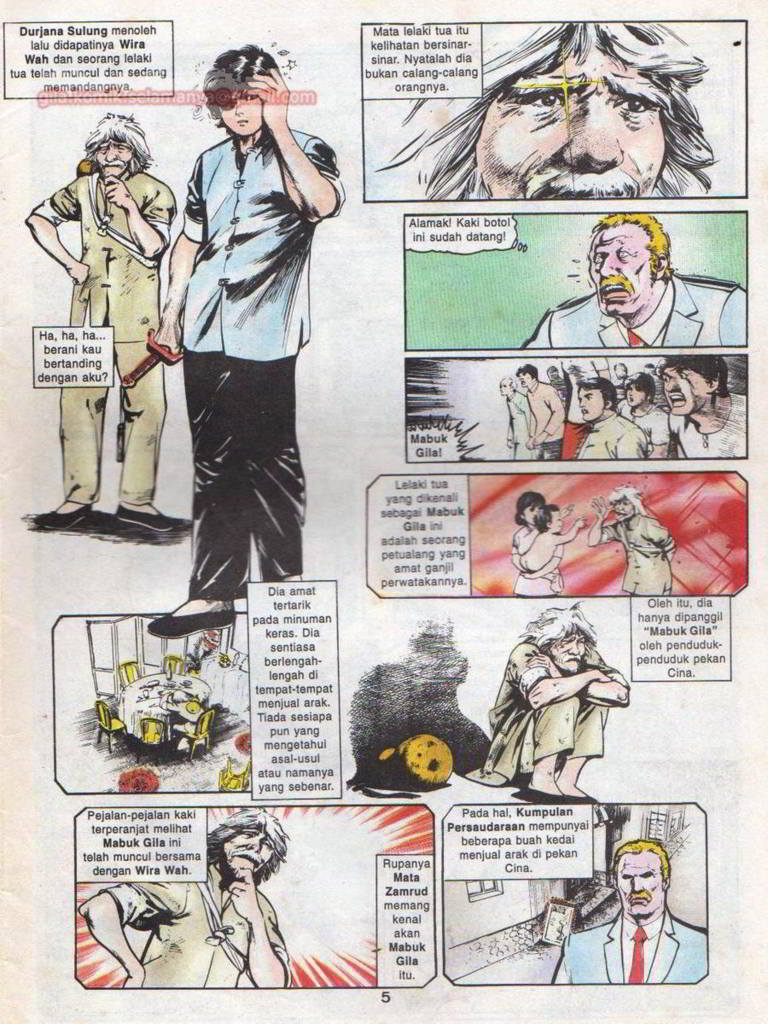 Durjana Sulung menoleh
lalu didapatinya Wira
Wah dan seorang lelaki
tua telah muncul dan sedang
memandangnya.
Mata lelaki tua itu
kelihatan bersinar-
sinar. Nyatalah dia
bukan calang-calang
orangnya.
Alamak! Kaki botol
ini sudah datang!
Ha, ha, ha...
berani kau
bertanding
dengan aku?
Mabuk
Gila!
Lelaki tua
yang dikenali
sebagai Mabuk
Gila ini
adalah seorang
petualang yang
amat ganjil
perwatakannya.
Oleh itu, dia
hanya dipanggil
“Mabuk Gila”
oleh penduduk-
penduduk pekan
Cina.
Dia amat
tertarik
pada minuman
keras. Dia
sentiasa
berlengah-
lengah di
tempat-tempat
menjual arak.
Tiada sesiapa
pun yang
mengetahui
asal-usul
atau namanya
yang sebenar.
Pejalan-pejalan kaki
terperanjat melihat
Mabuk Gila ini
telah muncul bersama
dengan Wira Wah.
Rupanya
Mata
Zamrud
memang
kenal
akan
Mabuk
Gila
itu.
Pada hal, Kumpulan
Persaudaraan mempunyai
beberapa buah kedai
menjual arak di pekan
Cina.
5